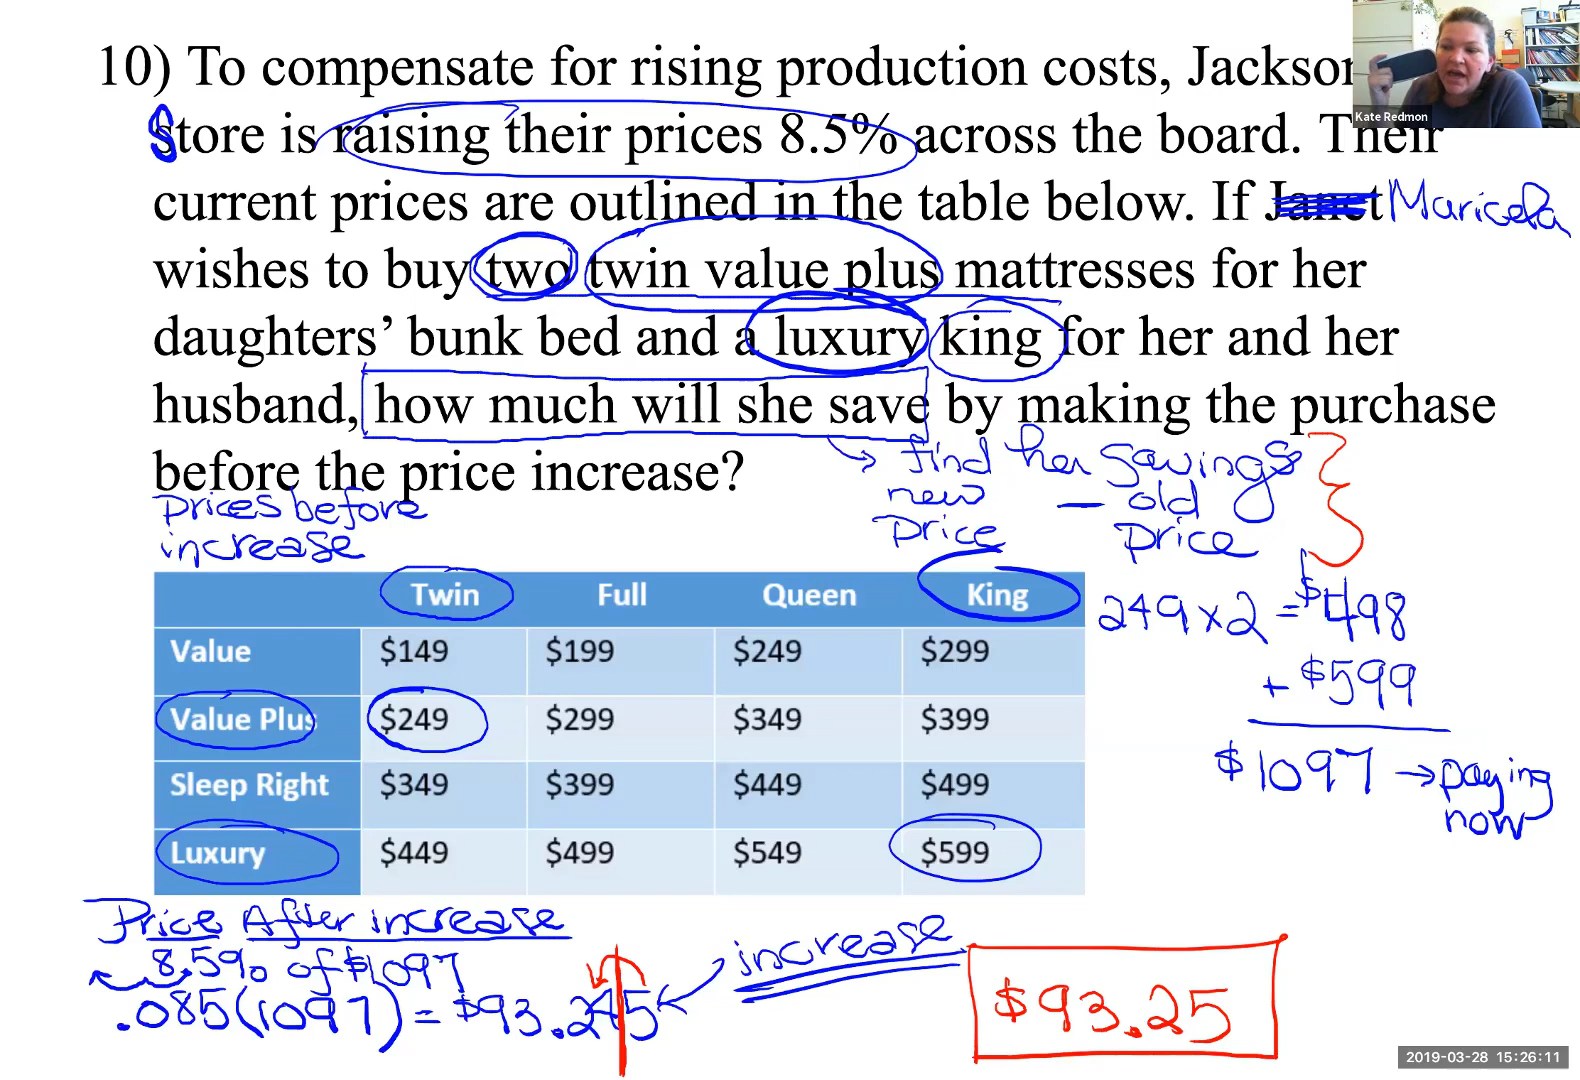 10) To compensate for rising production costs, Jackson
Store is raising their prices 8.5% across the board. Their
current prices are outlined in the table below. If Janet Maricela
wishes to buy two twin value plus mattresses for her
daughters' bunk bed and a luxury king for her and her
husband, how much will she save by making the purchase
before the price increase?
Kate Redmon
→ find her savings
new price — old price
Prices before
increase
Twin Full Queen King
Value $149 $199 $249 $299
Value Plus $249 $299 $349 $399
Sleep Right $349 $399 $449 $499
Luxury $449 $499 $549 $599
249 x 2 = $498
+ $599
$1097 → paying
now
Price After increase
8.5% of $1097
.085(1097) = $93.245
increase
$93.25
2019-03-28 15:26:11